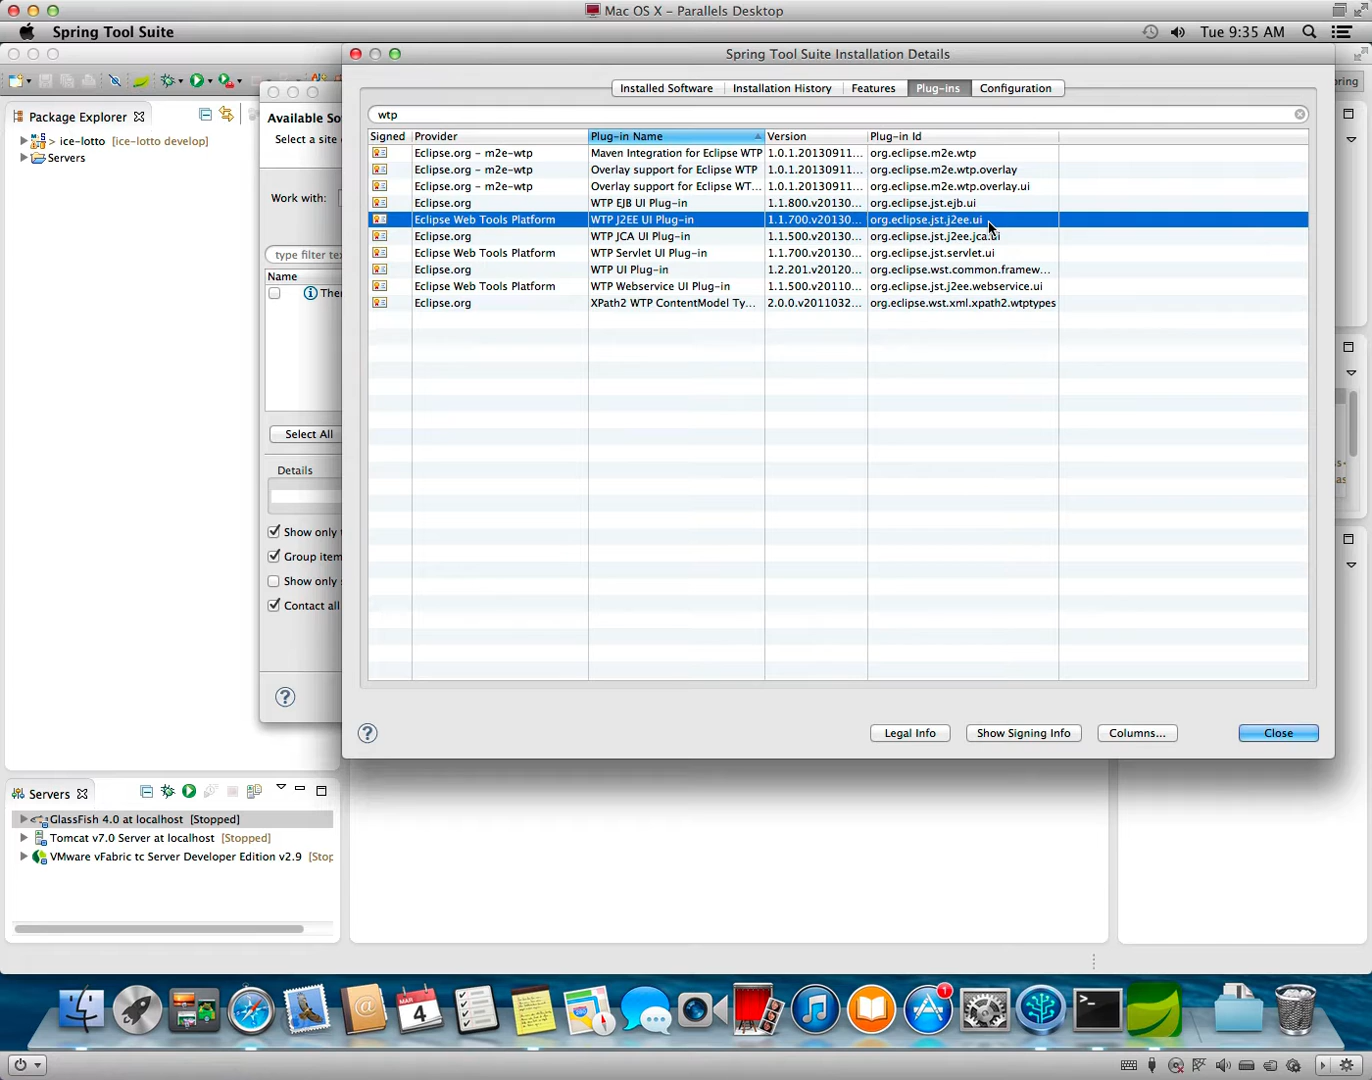 Mac OS X - Parallels Desktop
Spring Tool Suite
Tue 9:35 AM
Spring Tool Suite Installation Details
Installed Software Installation History Features Plug-ins Configuration
wtp
Signed Provider Plug-in Name Version Plug-in Id
Eclipse.org - m2e-wtp Maven Integration for Eclipse WTP 1.0.1.20130911... org.eclipse.m2e.wtp
Eclipse.org - m2e-wtp Overlay support for Eclipse WTP 1.0.1.20130911... org.eclipse.m2e.wtp.overlay
Eclipse.org - m2e-wtp Overlay support for Eclipse WT... 1.0.1.20130911... org.eclipse.m2e.wtp.overlay.ui
Eclipse.org WTP EJB UI Plug-in 1.1.800.v20130... org.eclipse.jst.ejb.ui
Eclipse Web Tools Platform WTP J2EE UI Plug-in 1.1.700.v20130... org.eclipse.jst.j2ee.ui
Eclipse.org WTP JCA UI Plug-in 1.1.500.v20130... org.eclipse.jst.j2ee.jca.ui
Eclipse Web Tools Platform WTP Servlet UI Plug-in 1.1.700.v20130... org.eclipse.jst.servlet.ui
Eclipse.org WTP UI Plug-in 1.2.201.v20120... org.eclipse.wst.common.framew...
Eclipse Web Tools Platform WTP Webservice UI Plug-in 1.1.500.v20110... org.eclipse.jst.j2ee.webservice.ui
Eclipse.org XPath2 WTP ContentModel Ty... 2.0.0.v2011032... org.eclipse.wst.xml.xpath2.wtptypes
Legal Info Show Signing Info Columns... Close
Package Explorer
> ice-lotto [ice-lotto develop]
Servers
Available So
Select a site
Work with:
type filter text
Name
Ther
Select All
Details
Show only
Group item
Show only
Contact all
ring
Servers
GlassFish 4.0 at localhost [Stopped]
Tomcat v7.0 Server at localhost [Stopped]
VMware vFabric tc Server Developer Edition v2.9 [Stop
MAR
4
1